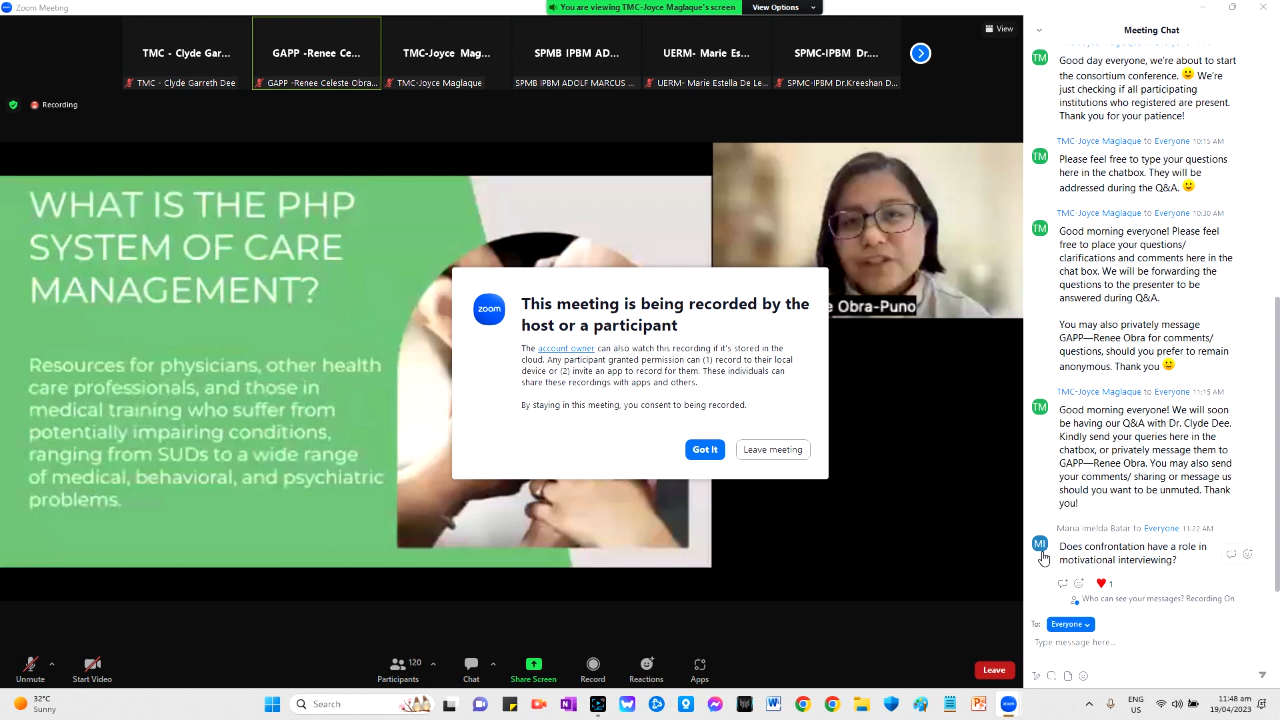 Zoom Meeting
You are viewing TMC-Joyce Maglaque's screen
View Options
View
TMC - Clyde Gar...
GAPP -Renee Ce...
TMC-Joyce Mag...
SPMB IPBM AD...
UERM- Marie Es...
SPMC-IPBM Dr....
TMC - Clyde Garreth Dee
GAPP -Renee Celeste Obra...
TMC-Joyce Maglaque
SPMB IPBM ADOLF MARCUS ...
UERM- Marie Estella De Le...
SPMC-IPBM Dr.Kreeshan D...
Recording
WHAT IS THE PHP
SYSTEM OF CARE
MANAGEMENT?
Resources for physicians, other health
care professionals, and those in
medical training who suffer from
potentially impairing conditions,
ranging from SUDs to a wide range
of medical, behavioral, and psychiatric
problems.
e Obra-Puno
zoom
This meeting is being recorded by the
host or a participant
The account owner can also watch this recording if it's stored in the
cloud. Any participant granted permission can (1) record to their local
device or (2) invite an app to record for them. These individuals can
share these recordings with apps and others.
By staying in this meeting, you consent to being recorded.
Got it
Leave meeting
Meeting Chat
TM
Good day everyone, we're about to
start the consortium conference. 🙂 We're
just checking if all participating
institutions who registered are present.
Thank you for your patience!
TMC-Joyce Maglaque to Everyone 10:15 AM
TM
Please feel free to type your questions
here in the chatbox. They will be
addressed during the Q&A. 🙂
TMC-Joyce Maglaque to Everyone 10:30 AM
TM
Good morning everyone! Please feel
free to place your questions/
clarifications and comments here in the
chat box. We will be forwarding the
questions to the presenter to be
answered during Q&A.
You may also privately message
GAPP—Renee Obra for comments/
questions, should you prefer to remain
anonymous. Thank you 🙂
TMC-Joyce Maglaque to Everyone 11:15 AM
TM
Good morning everyone! We will soon
be having our Q&A with Dr. Clyde Dee.
Kindly send your queries here in the
chatbox, or privately message them to
GAPP—Renee Obra. You may also send
your comments/ sharing or message us
should you want to be unmuted. Thank
you!
Maria Imelda Batar to Everyone 11:22 AM
MI
Does confrontation have a role in
motivational interviewing?
1
Who can see your messages? Recording On
To: Everyone
Type message here...
Unmute
Start Video
Participants
120
Chat
Share Screen
Record
Reactions
Apps
Leave
32°C
Sunny
Search
ENG
US
11:48 am
19/04/2023